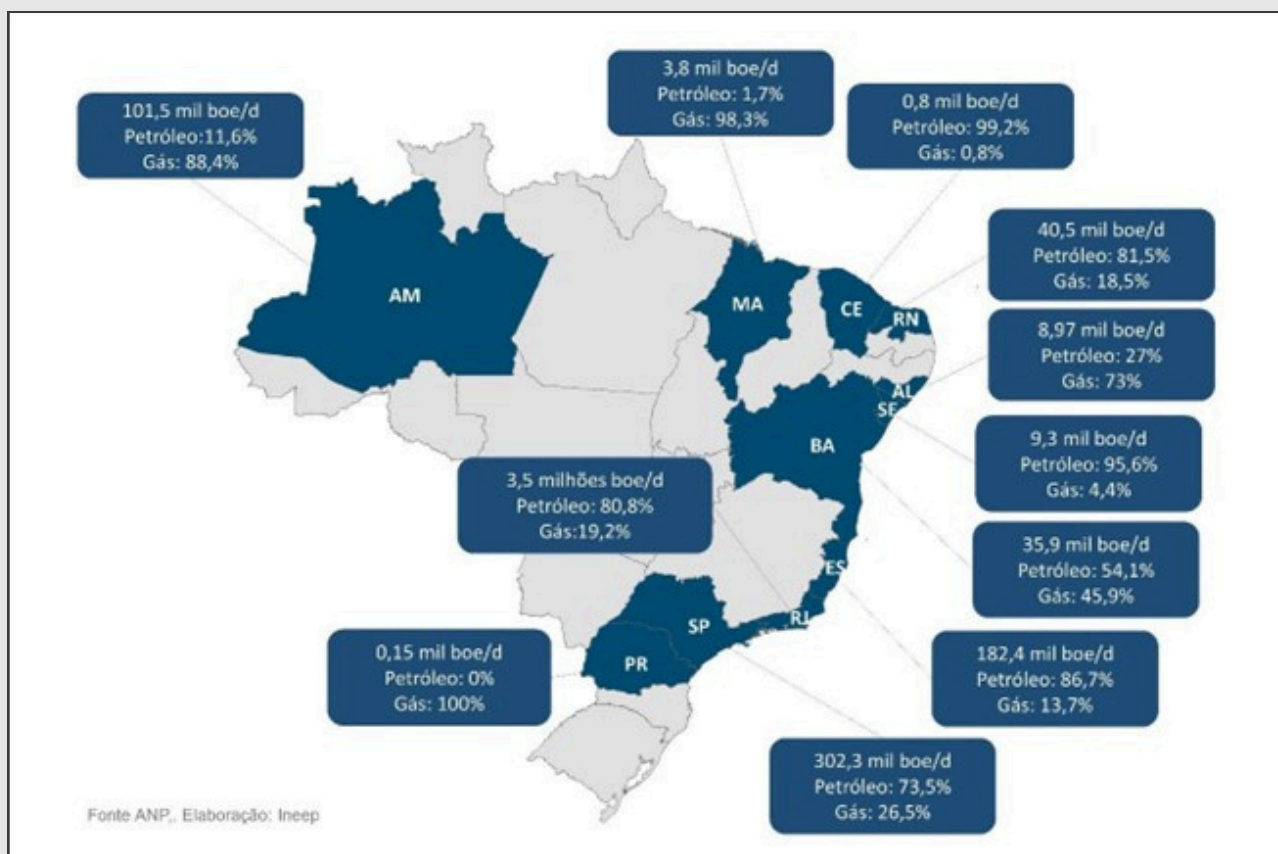 3,8 mil boe/d
Petróleo: 1,7%
Gás: 98,3%
0,8 mil boe/d
Petróleo: 99,2%
Gás: 0,8%
101,5 mil boe/d
Petróleo:11,6%
Gás: 88,4%
40,5 mil boe/d
Petróleo: 81,5%
Gás: 18,5%
AM
MA
CE
RN
8,97 mil boe/d
Petróleo: 27%
Gás: 73%
AL
SE
BA
9,3 mil boe/d
Petróleo: 95,6%
Gás: 4,4%
3,5 milhões boe/d
Petróleo: 80,8%
Gás:19,2%
35,9 mil boe/d
Petróleo: 54,1%
Gás: 45,9%
ES
RJ
SP
PR
0,15 mil boe/d
Petróleo: 0%
Gás: 100%
182,4 mil boe/d
Petróleo: 86,7%
Gás: 13,7%
302,3 mil boe/d
Petróleo: 73,5%
Gás: 26,5%
Fonte ANP,. Elaboração: Ineep